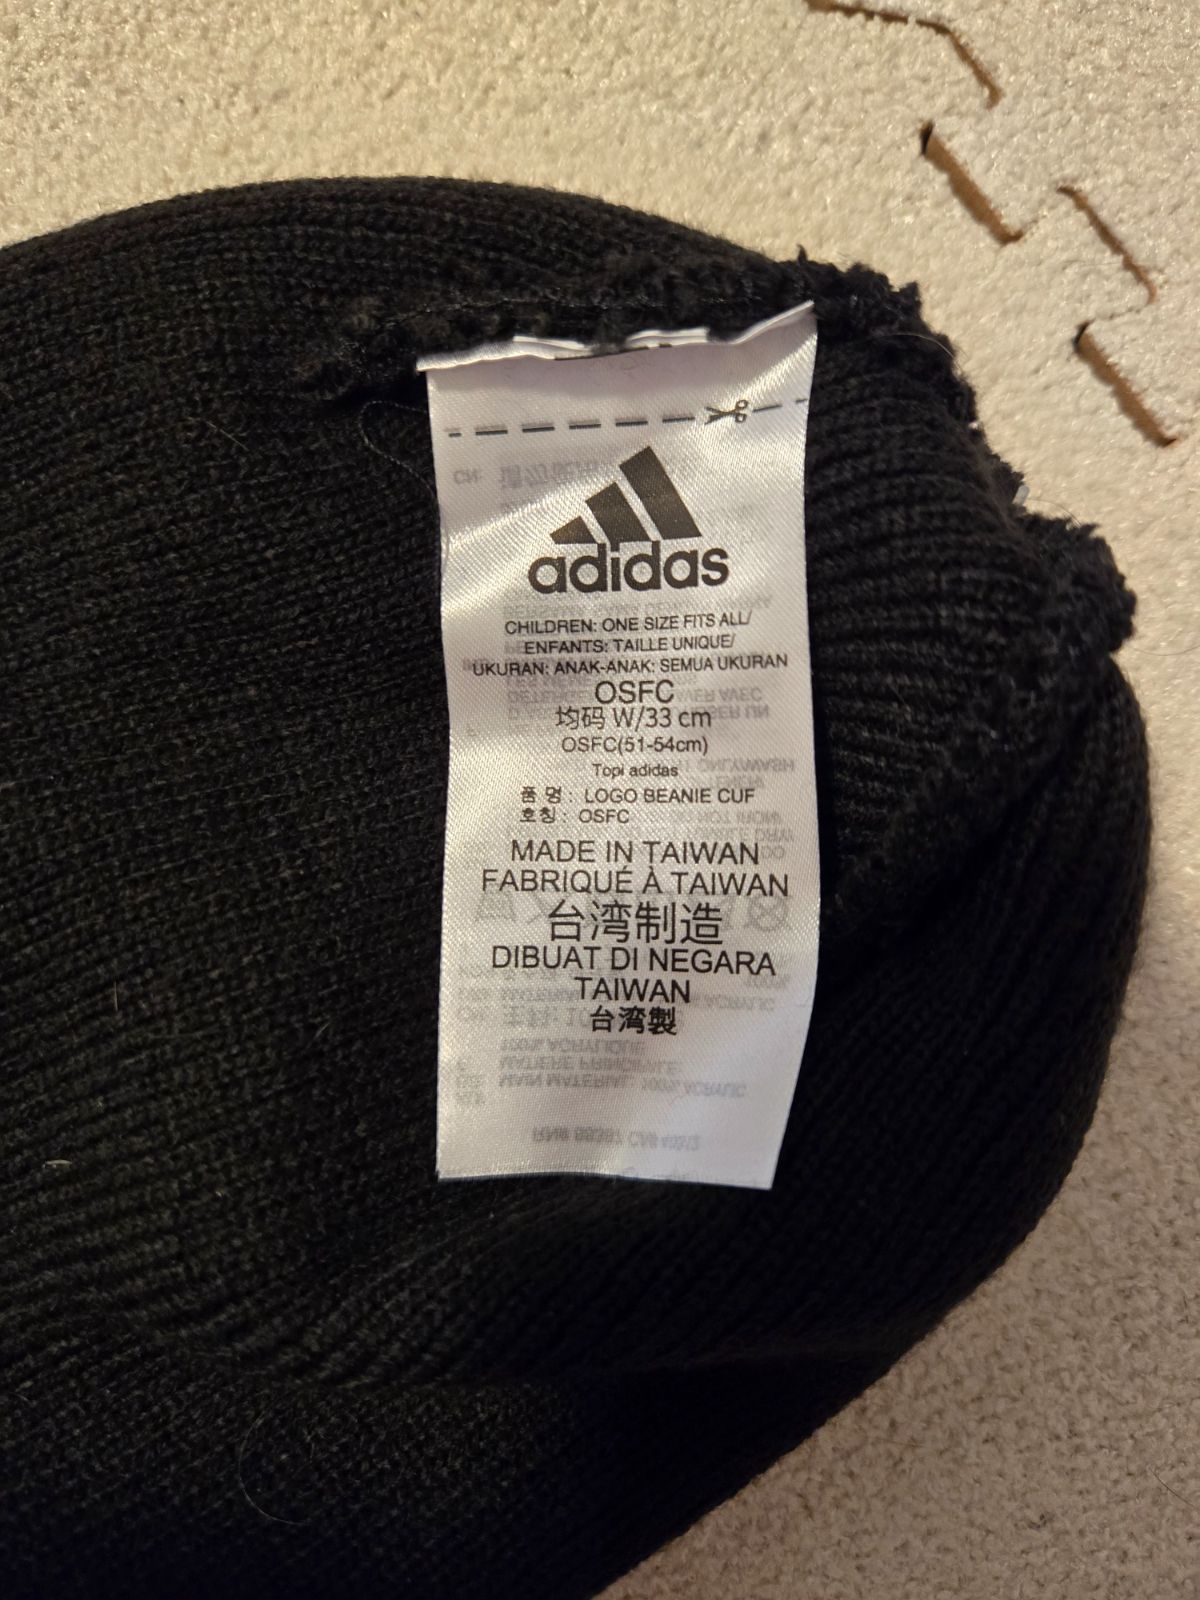 adidas
CHILDREN: ONE SIZE FITS ALL/
ENFANTS: TAILLE UNIQUE/
UKURAN: ANAK-ANAK: SEMUA UKURAN
OSFC
均码 W/33 cm
OSFC(51-54cm)
Topi adidas
품 명 : LOGO BEANIE CUF
호칭 : OSFC
MADE IN TAIWAN
FABRIQUÉ À TAIWAN
台湾制造
DIBUAT DI NEGARA
TAIWAN
台湾製